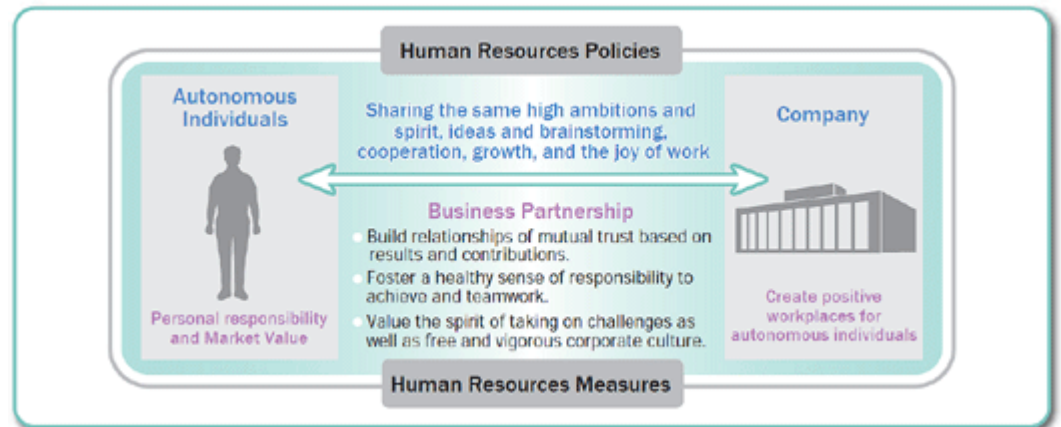 Human Resources Policies
Autonomous
Individuals
Sharing the same high ambitions and
spirit, ideas and brainstorming,
cooperation, growth, and the joy of work
Company
Business Partnership
Build relationships of mutual trust based on
results and contributions.
Foster a healthy sense of responsibility to
achieve and teamwork.
Value the spirit of taking on challenges as
well as free and vigorous corporate culture.
Personal responsibility
and Market Value
Create positive
workplaces for
autonomous individuals
Human Resources Measures